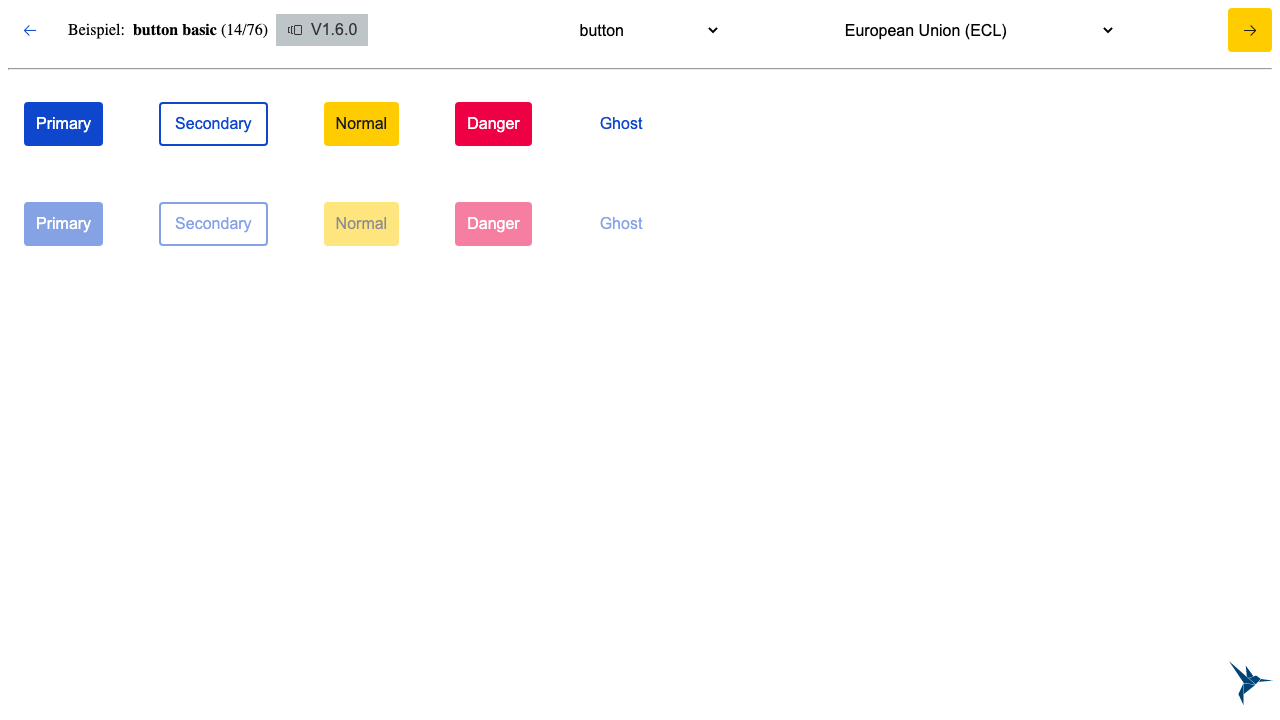 Beispiel: button basic (14/76) V1.6.0 button European Union (ECL)
Primary Secondary Normal Danger Ghost
Primary Secondary Normal Danger Ghost